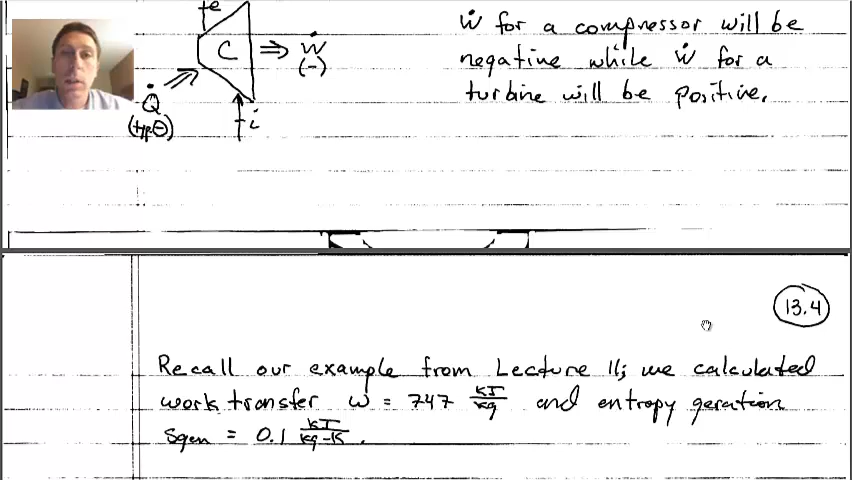 e
Ẇ for a compressor will be
negative while Ẇ for a
turbine will be positive.
C ⇒ Ẇ
(-)
Q̇
(typ ⊖)
i
13.4
Recall our example from Lecture 11; we calculated
work transfer w = 747 kJ/kg and entropy geration
sgen = 0.1 kJ/kg-K.